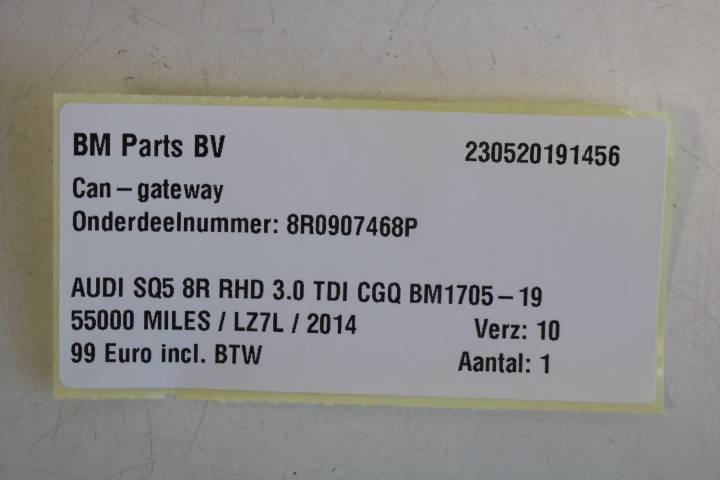 BM Parts BV 230520191456
Can-gateway
Onderdeelnummer: 8R0907468P
AUDI SQ5 8R RHD 3.0 TDI CGQ BM1705-19
55000 MILES / LZ7L / 2014 Verz: 10
99 Euro incl. BTW Aantal: 1